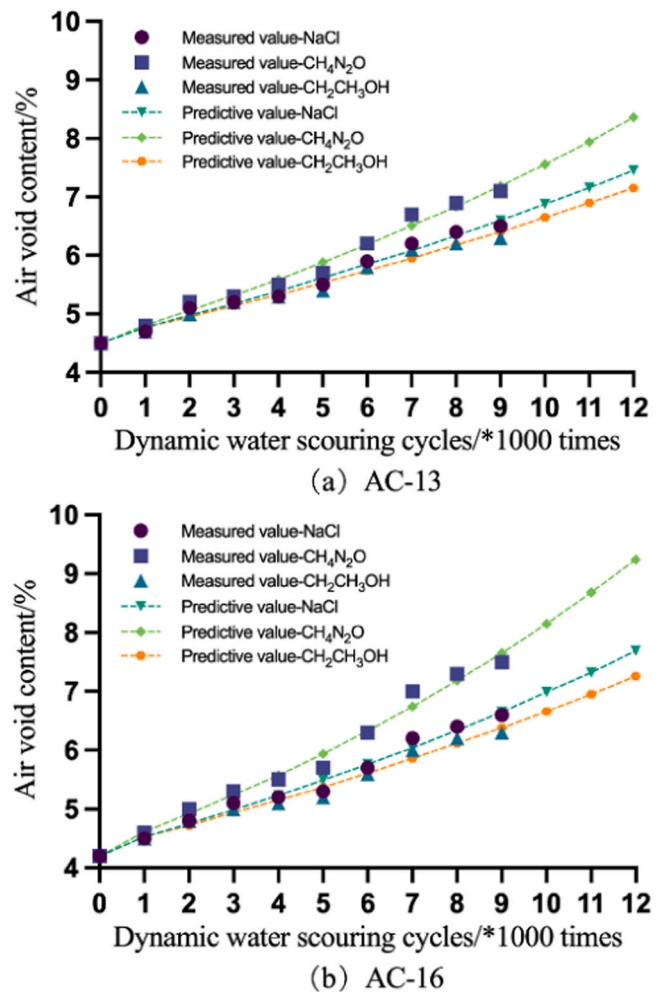 10
9
8
7
6
5
4
Air void content/%
Measured value-NaCl
Measured value-CH₄N₂O
Measured value-CH₂CH₃OH
Predictive value-NaCl
Predictive value-CH₄N₂O
Predictive value-CH₂CH₃OH
0 1 2 3 4 5 6 7 8 9 10 11 12
Dynamic water scouring cycles/*1000 times
(a) AC-13
10
9
8
7
6
5
4
Air void content/%
Measured value-NaCl
Measured value-CH₄N₂O
Measured value-CH₂CH₃OH
Predictive value-NaCl
Predictive value-CH₄N₂O
Predictive value-CH₂CH₃OH
0 1 2 3 4 5 6 7 8 9 10 11 12
Dynamic water scouring cycles/*1000 times
(b) AC-16